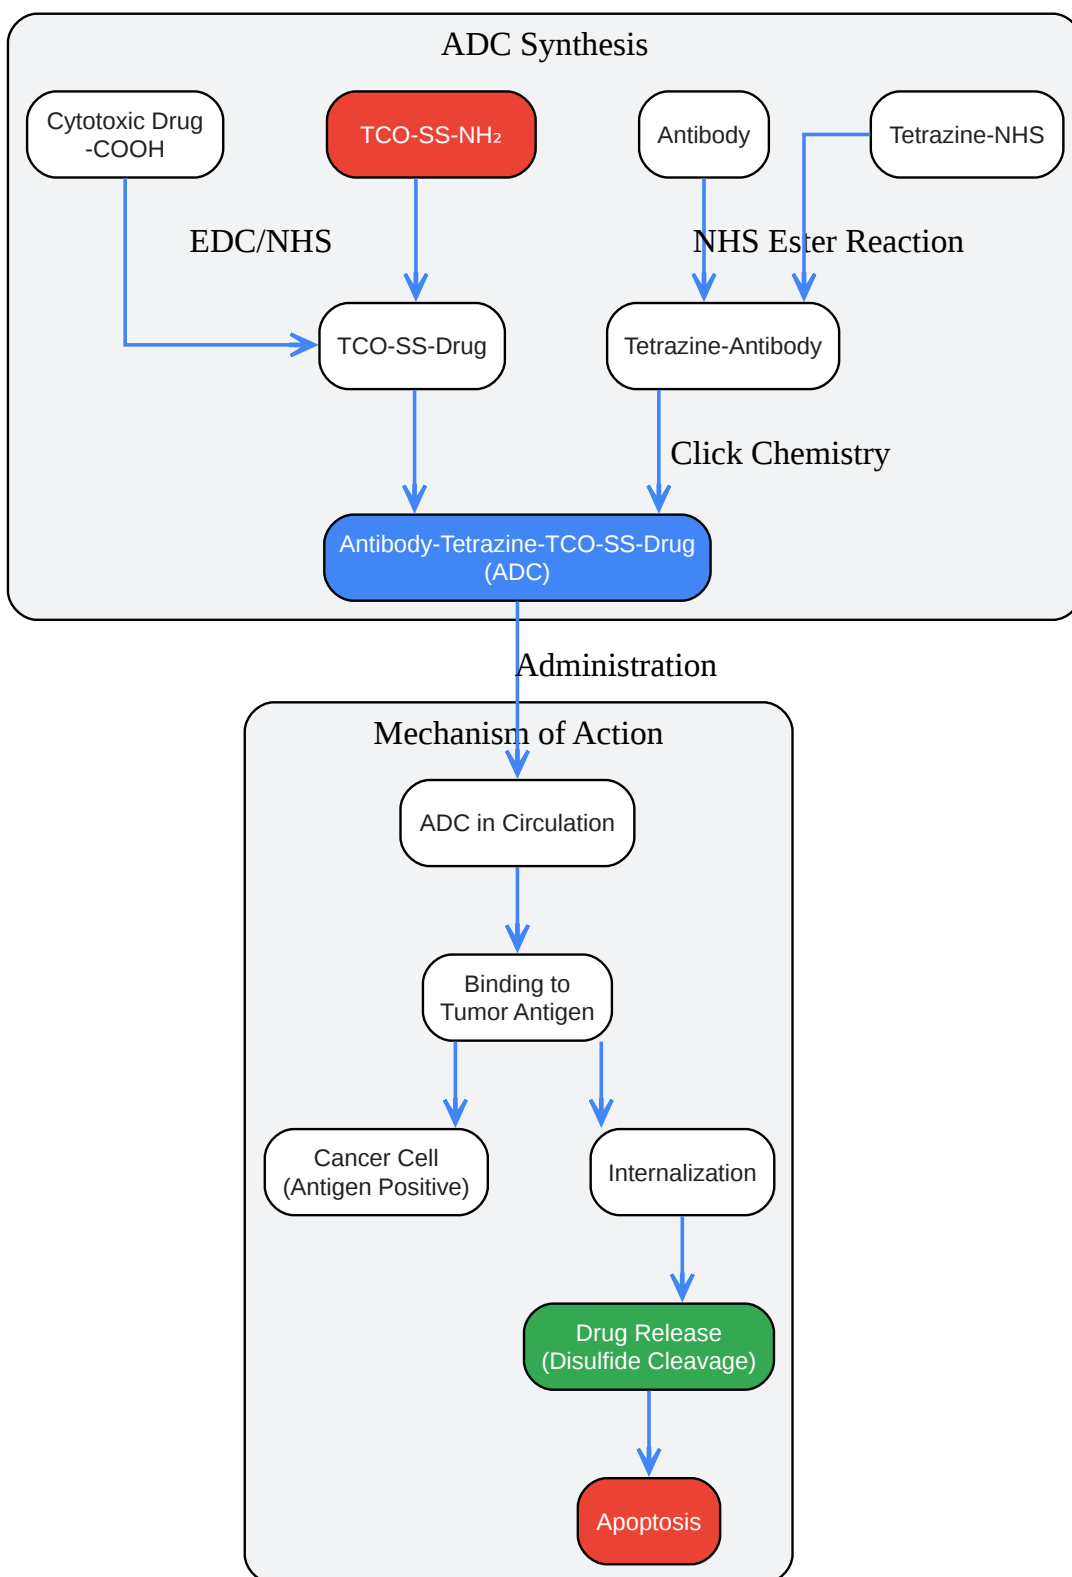 ADC Synthesis
Cytotoxic Drug
-COOH
TCO-SS-NH₂
Antibody
Tetrazine-NHS
EDC/NHS
NHS Ester Reaction
TCO-SS-Drug
Tetrazine-Antibody
Click Chemistry
Antibody-Tetrazine-TCO-SS-Drug
(ADC)
Administration
Mechanism of Action
ADC in Circulation
Binding to
Tumor Antigen
Cancer Cell
(Antigen Positive)
Internalization
Drug Release
(Disulfide Cleavage)
Apoptosis